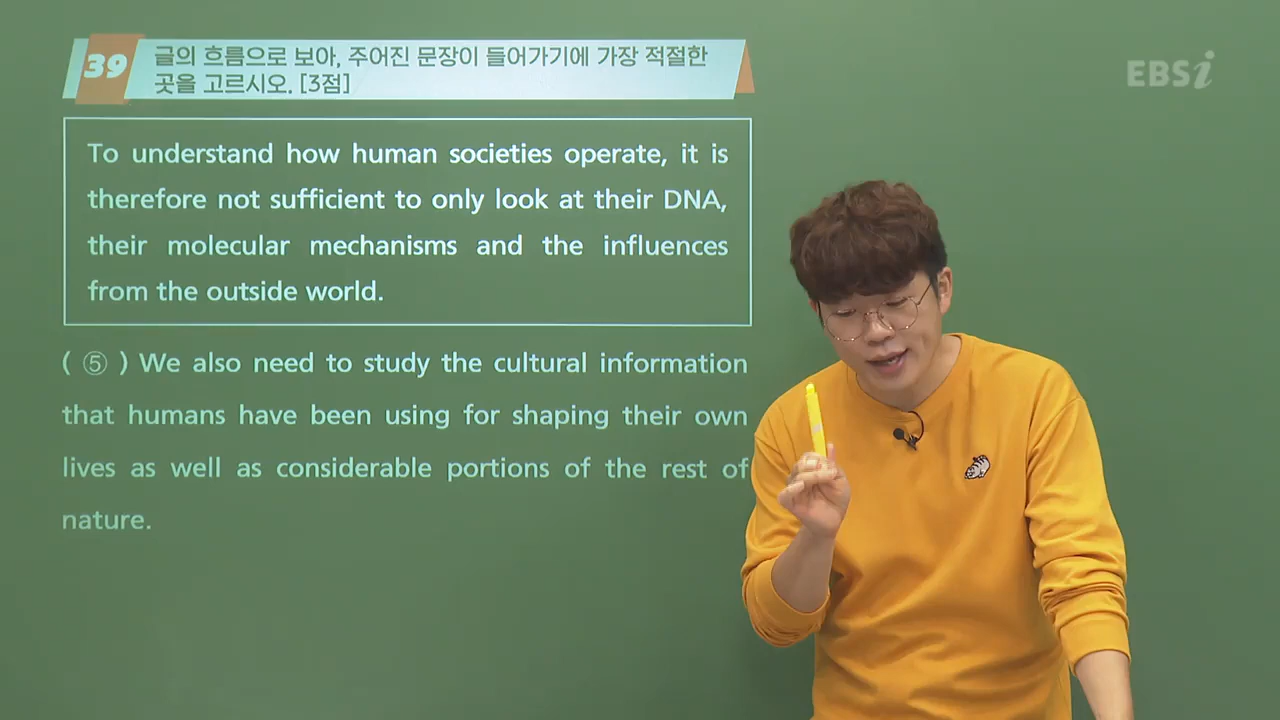 39
글의 흐름으로 보아, 주어진 문장이 들어가기에 가장 적절한
곳을 고르시오. [3점]
EBSi
To understand how human societies operate, it is
therefore not sufficient to only look at their DNA,
their molecular mechanisms and the influences
from the outside world.
( ⑤ ) We also need to study the cultural information
that humans have been using for shaping their own
lives as well as considerable portions of the rest of
nature.